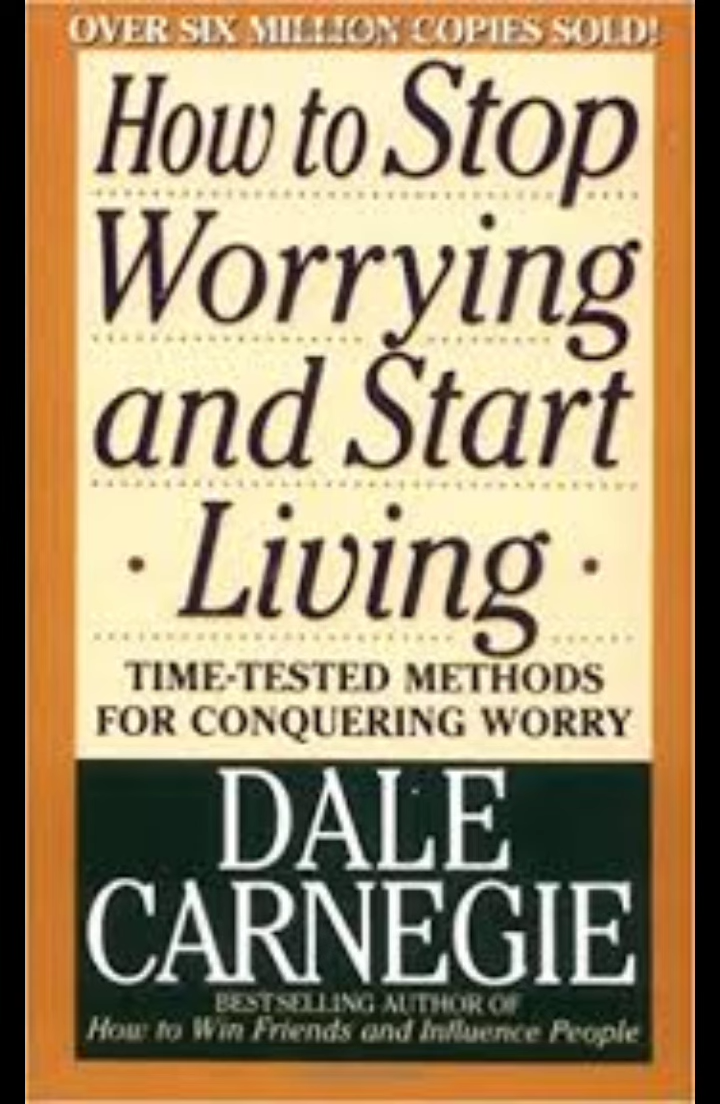 OVER SIX MILLION COPIES SOLD!
How to Stop
Worrying
and Start
· Living ·
TIME-TESTED METHODS
FOR CONQUERING WORRY
DALE
CARNEGIE
BESTSELLING AUTHOR OF
How to Win Friends and Influence People